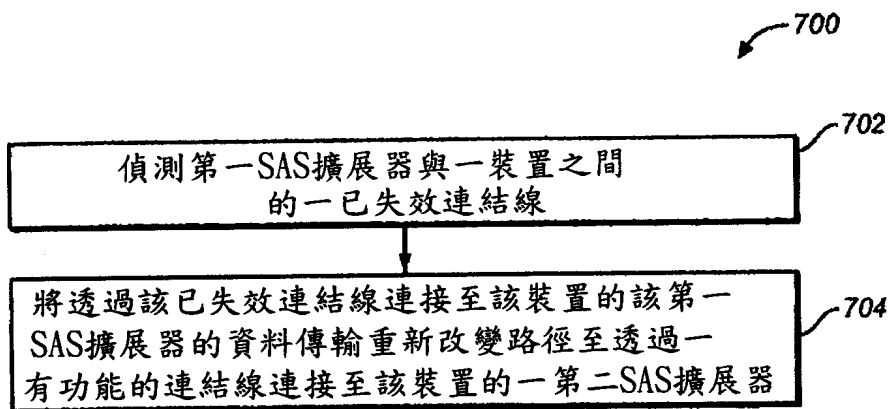 700
702
偵測第一SAS擴展器與一裝置之間
的一已失效連結線
將透過該已失效連結線連接至該裝置的該第一
SAS擴展器的資料傳輸重新改變路徑至透過一
有功能的連結線連接至該裝置的一第二SAS擴展器
704